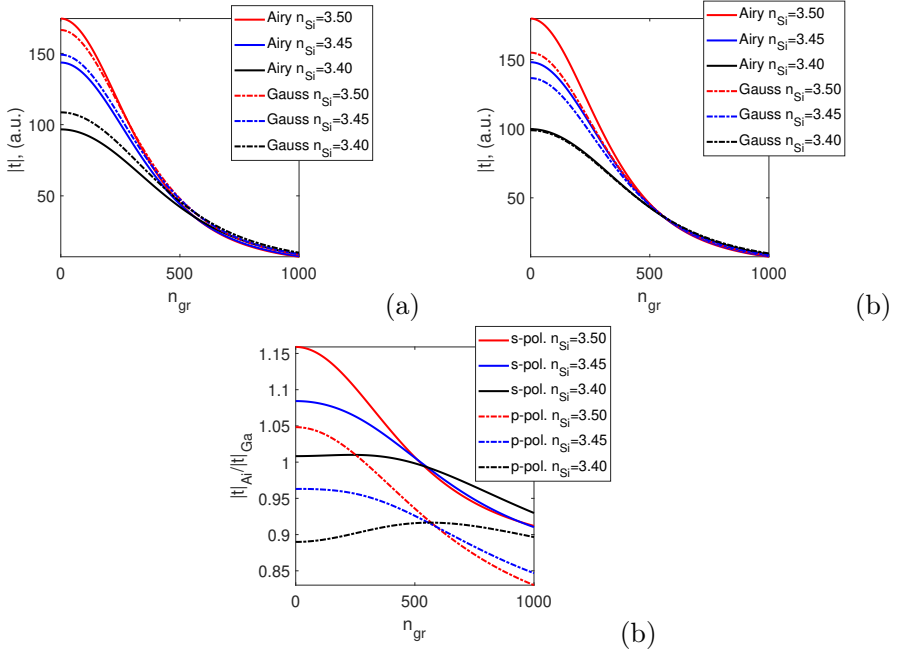 Airy n_Si=3.50
Airy n_Si=3.45
Airy n_Si=3.40
Gauss n_Si=3.50
Gauss n_Si=3.45
Gauss n_Si=3.40
150
100
50
|t|, (a.u.)
0
500
1000
n_gr
(a)
Airy n_Si=3.50
Airy n_Si=3.45
Airy n_Si=3.40
Gauss n_Si=3.50
Gauss n_Si=3.45
Gauss n_Si=3.40
150
100
50
|t|, (a.u.)
0
500
1000
n_gr
(b)
s-pol. n_Si=3.50
s-pol. n_Si=3.45
s-pol. n_Si=3.40
p-pol. n_Si=3.50
p-pol. n_Si=3.45
p-pol. n_Si=3.40
1.15
1.1
1.05
1
0.95
0.9
0.85
|t|_Ai/|t|_Ga
0
500
1000
n_gr
(b)